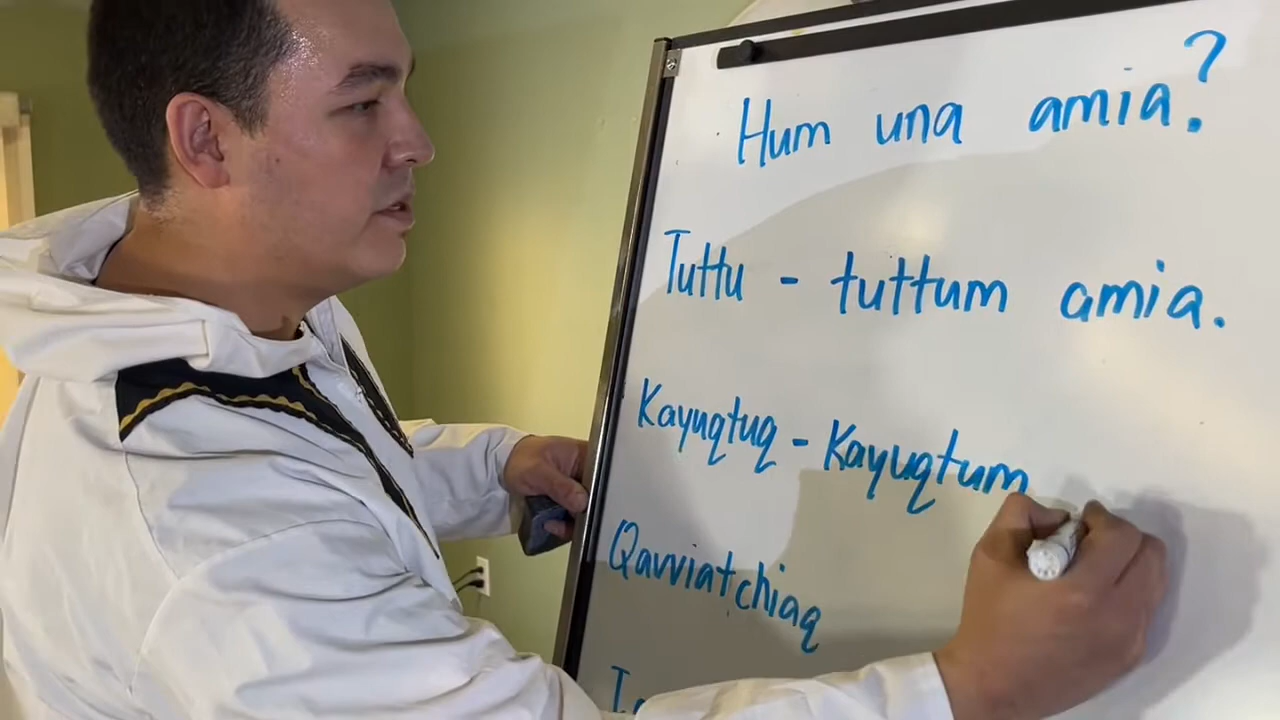 Hum una amia?
Tuttu - tuttum amia.
Kayuqtuq - Kayuqtum
Qavviatchiaq